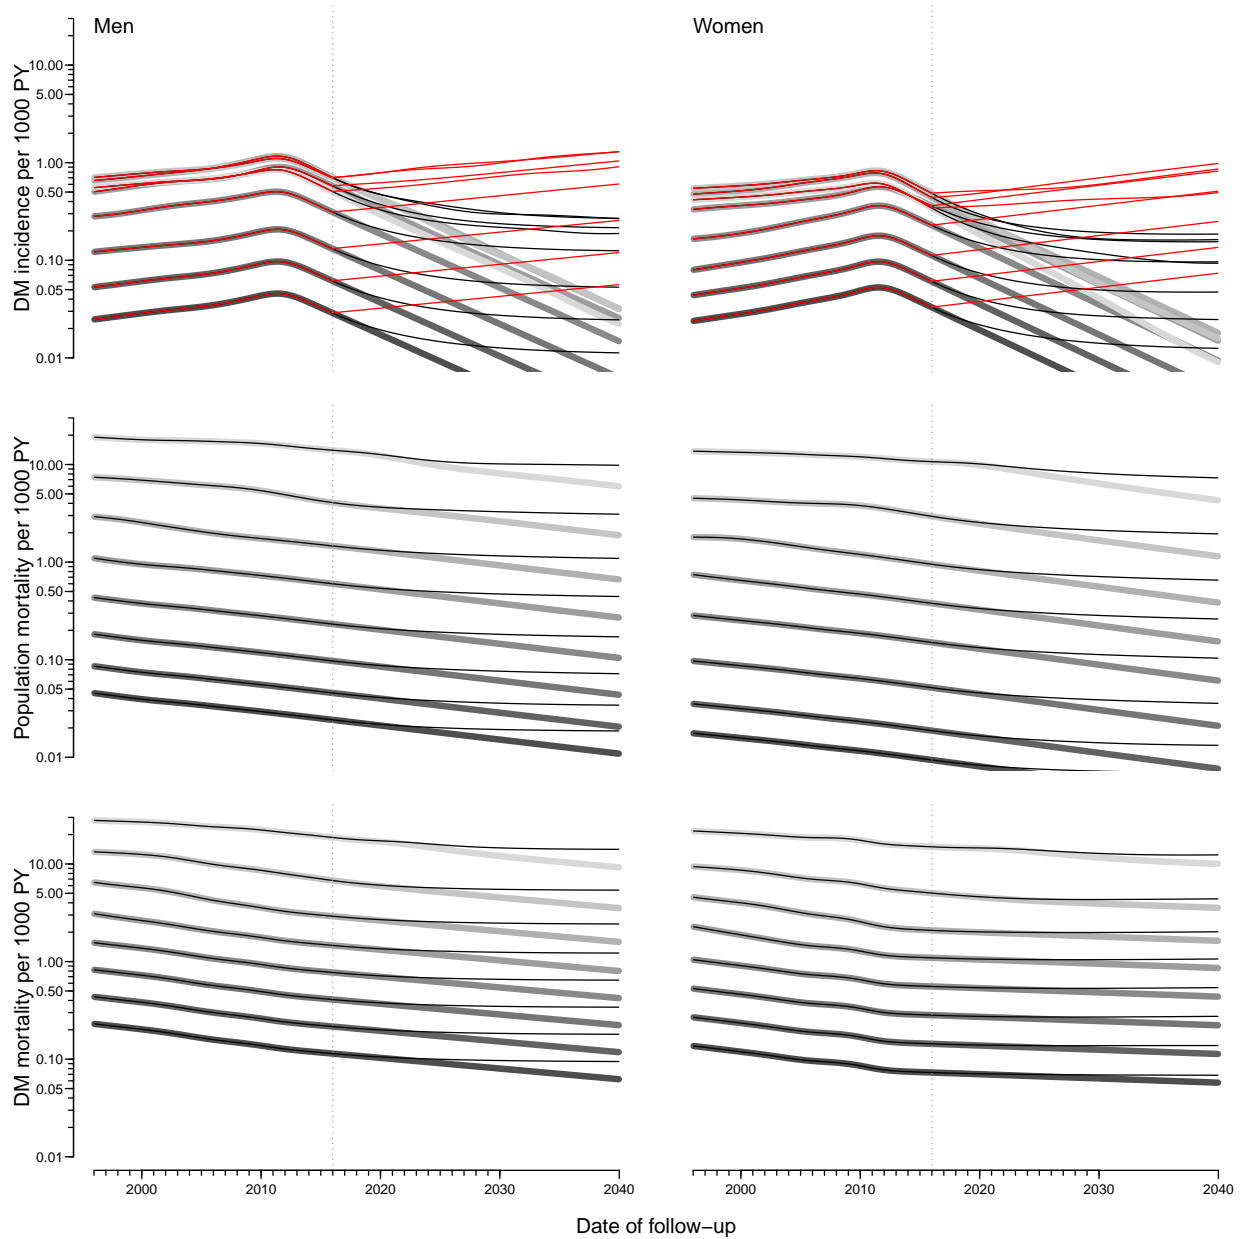 Men
Women
DM incidence per 1000 PY
10.00
5.00
1.00
0.50
0.10
0.05
0.01
Population mortality per 1000 PY
10.00
5.00
1.00
0.50
0.10
0.05
0.01
DM mortality per 1000 PY
10.00
5.00
1.00
0.50
0.10
0.05
0.01
2000 2010 2020 2030 2040
2000 2010 2020 2030 2040
Date of follow−up